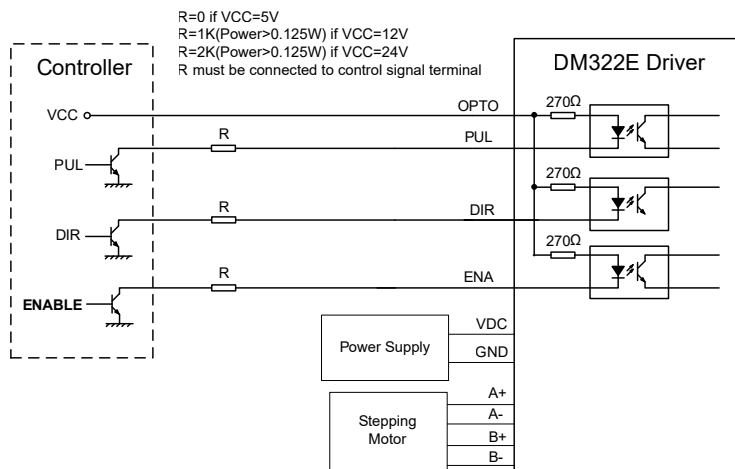 R=0 if VCC=5V
R=1K(Power>0.125W) if VCC=12V
R=2K(Power>0.125W) if VCC=24V
R must be connected to control signal terminal
Controller
DM322E Driver
VCC
OPTO
270Ω
PUL
R
PUL
270Ω
DIR
R
DIR
270Ω
ENABLE
R
ENA
Power Supply
VDC
GND
Stepping
Motor
A+
A-
B+
B-